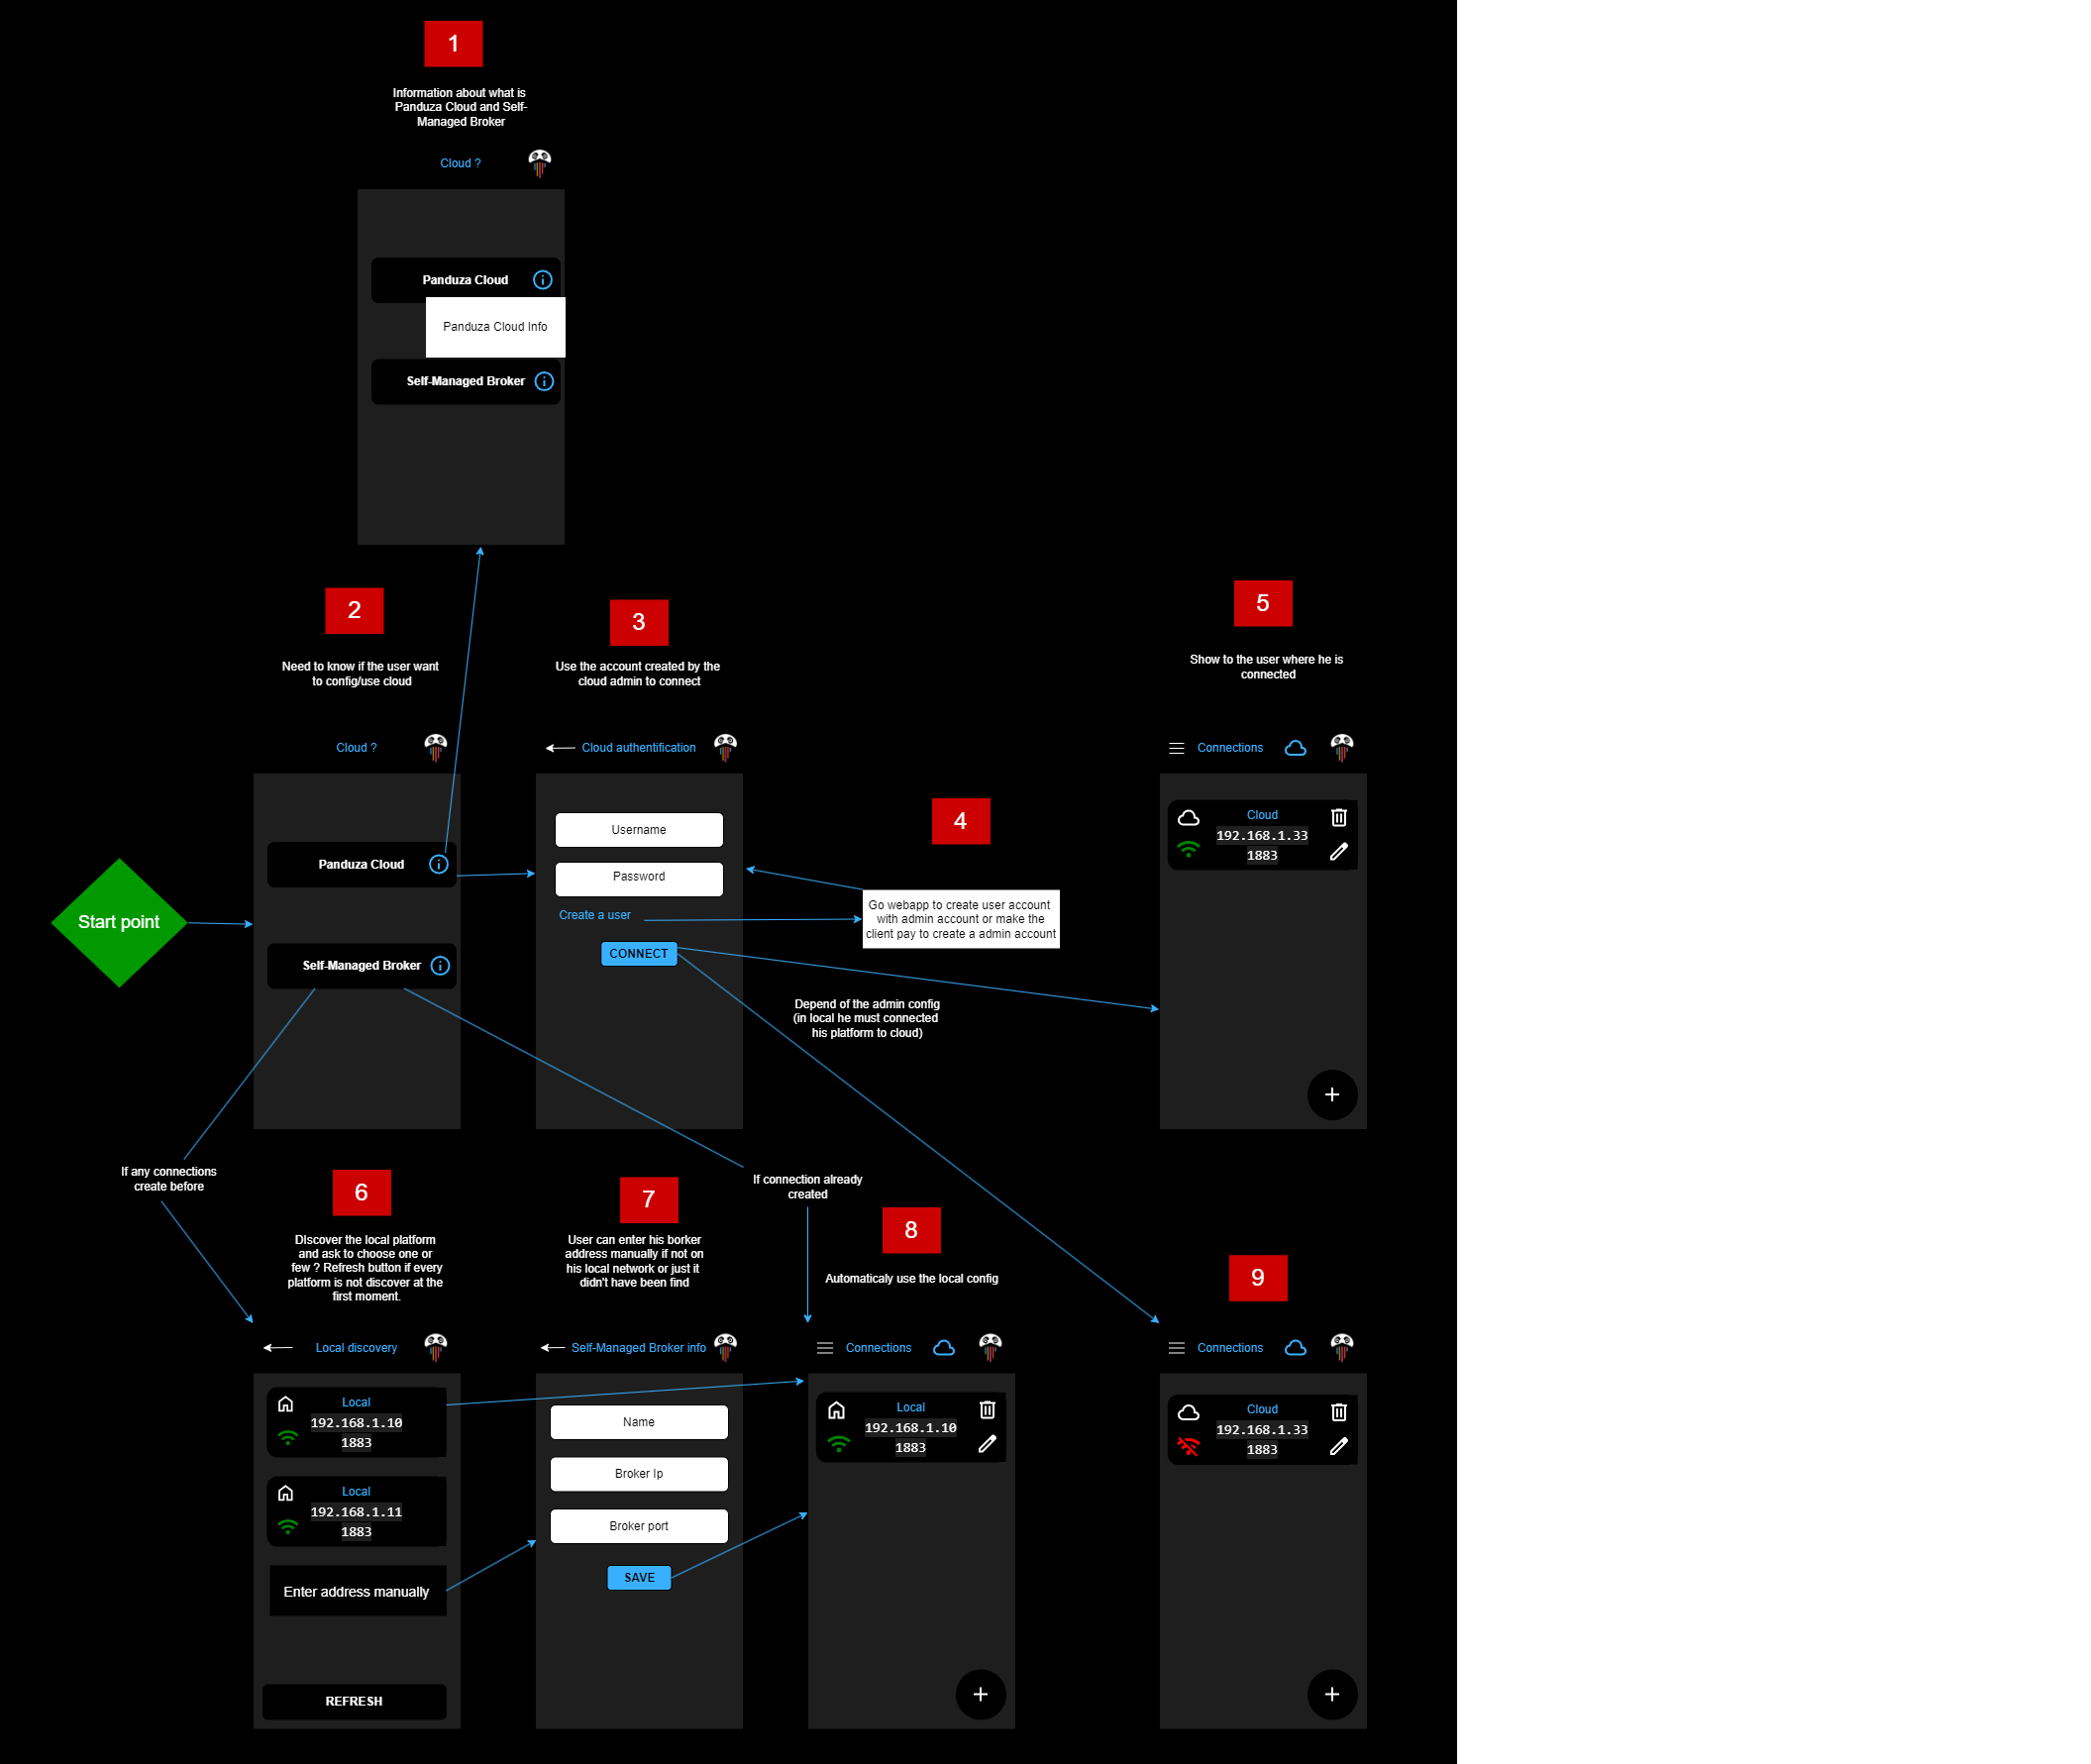 1
Information about what is
Panduza Cloud and Self-
Managed Broker
Cloud ?
Panduza Cloud
Panduza Cloud Info
Self-Managed Broker
2
Need to know if the user want
to config/use cloud
Cloud ?
Panduza Cloud
Self-Managed Broker
Start point
3
Use the account created by the
cloud admin to connect
Cloud authentification
Username
Password
Create a user
CONNECT
4
Go webapp to create user account
with admin account or make the
client pay to create a admin account
Depend of the admin config
(in local he must connected
his platform to cloud)
5
Show to the user where he is
connected
Connections
Cloud
192.168.1.33
1883
+
If any connections
create before
6
DIscover the local platform
and ask to choose one or
few ? Refresh button if every
platform is not discover at the
first moment.
Local discovery
Local
192.168.1.10
1883
Local
192.168.1.11
1883
Enter address manually
REFRESH
7
User can enter his borker
address manually if not on
his local network or just it
didn't have been find
Self-Managed Broker info
Name
Broker Ip
Broker port
SAVE
If connection already
created
8
Automaticaly use the local config
Connections
Local
192.168.1.10
1883
+
9
Connections
Cloud
192.168.1.33
1883
+